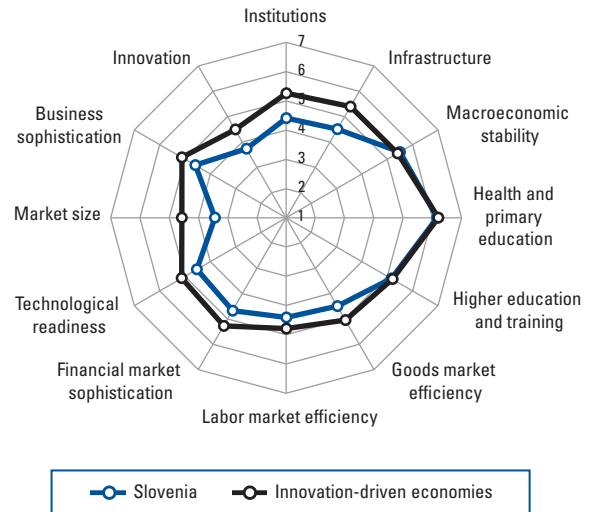 Institutions
7
Innovation
Infrastructure
6
5
Business
sophistication
Macroeconomic
stability
4
3
2
Market size
1
Health and
primary
education
Technological
readiness
Higher education
and training
Financial market
sophistication
Goods market
efficiency
Labor market efficiency
Slovenia
Innovation-driven economies